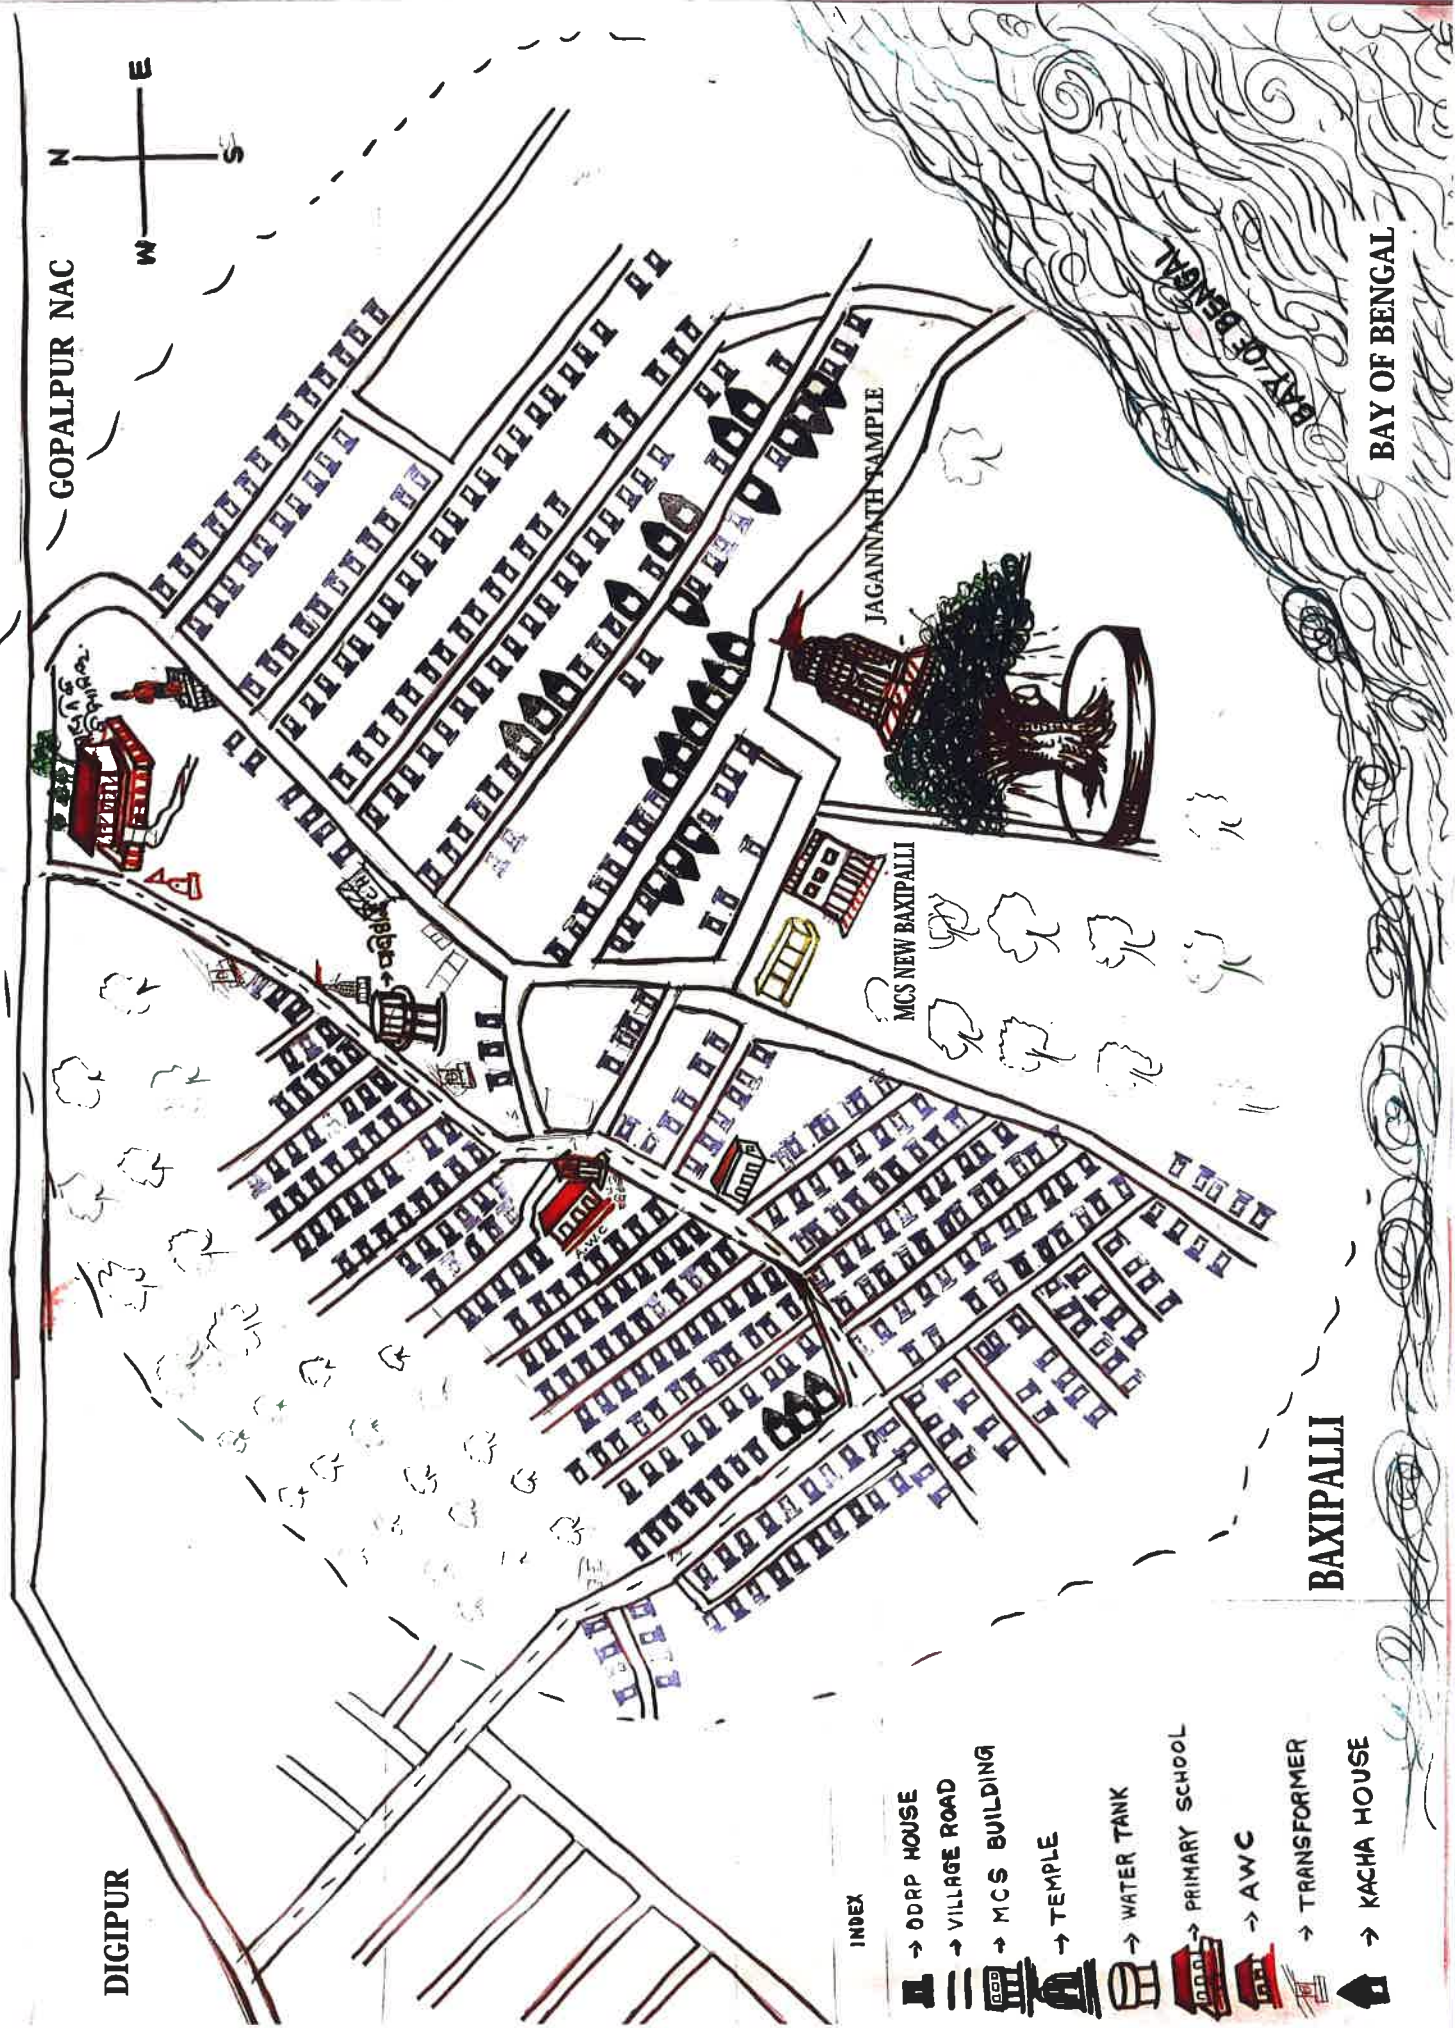 GOPALPUR NAC
N
E
W
S
JAGANNATH TAMPLE
BAY OF BENGAL
BAY OF BENGAL
MCS NEW BAXIPALLI
A.W.C
BAXIPALLI
DIGIPUR
INDEX
→ ODRP HOUSE
→ VILLAGE ROAD
→ MCS BUILDING
→ TEMPLE
→ WATER TANK
→ PRIMARY SCHOOL
→ AWC
→ TRANSFORMER
→ KACHA HOUSE